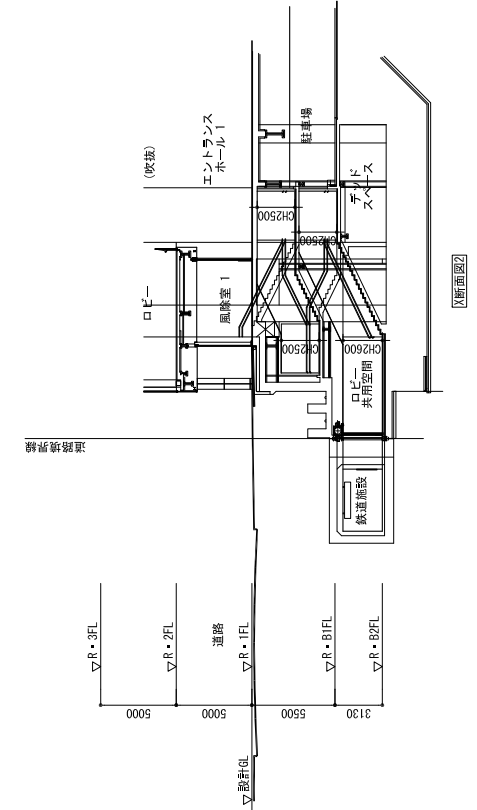 (吹抜)
エントランス
ホール 1
駐車場
デッド
スペース
ロビー
風除室 1
CH2500
CH2500
CH2500
CH2600
ロビー
共用空間
X断面図2
道路境界線
鉄道施設
道路
R・3FL
R・2FL
R・1FL
R・B1FL
R・B2FL
5000
5000
5500
3130
設計GL